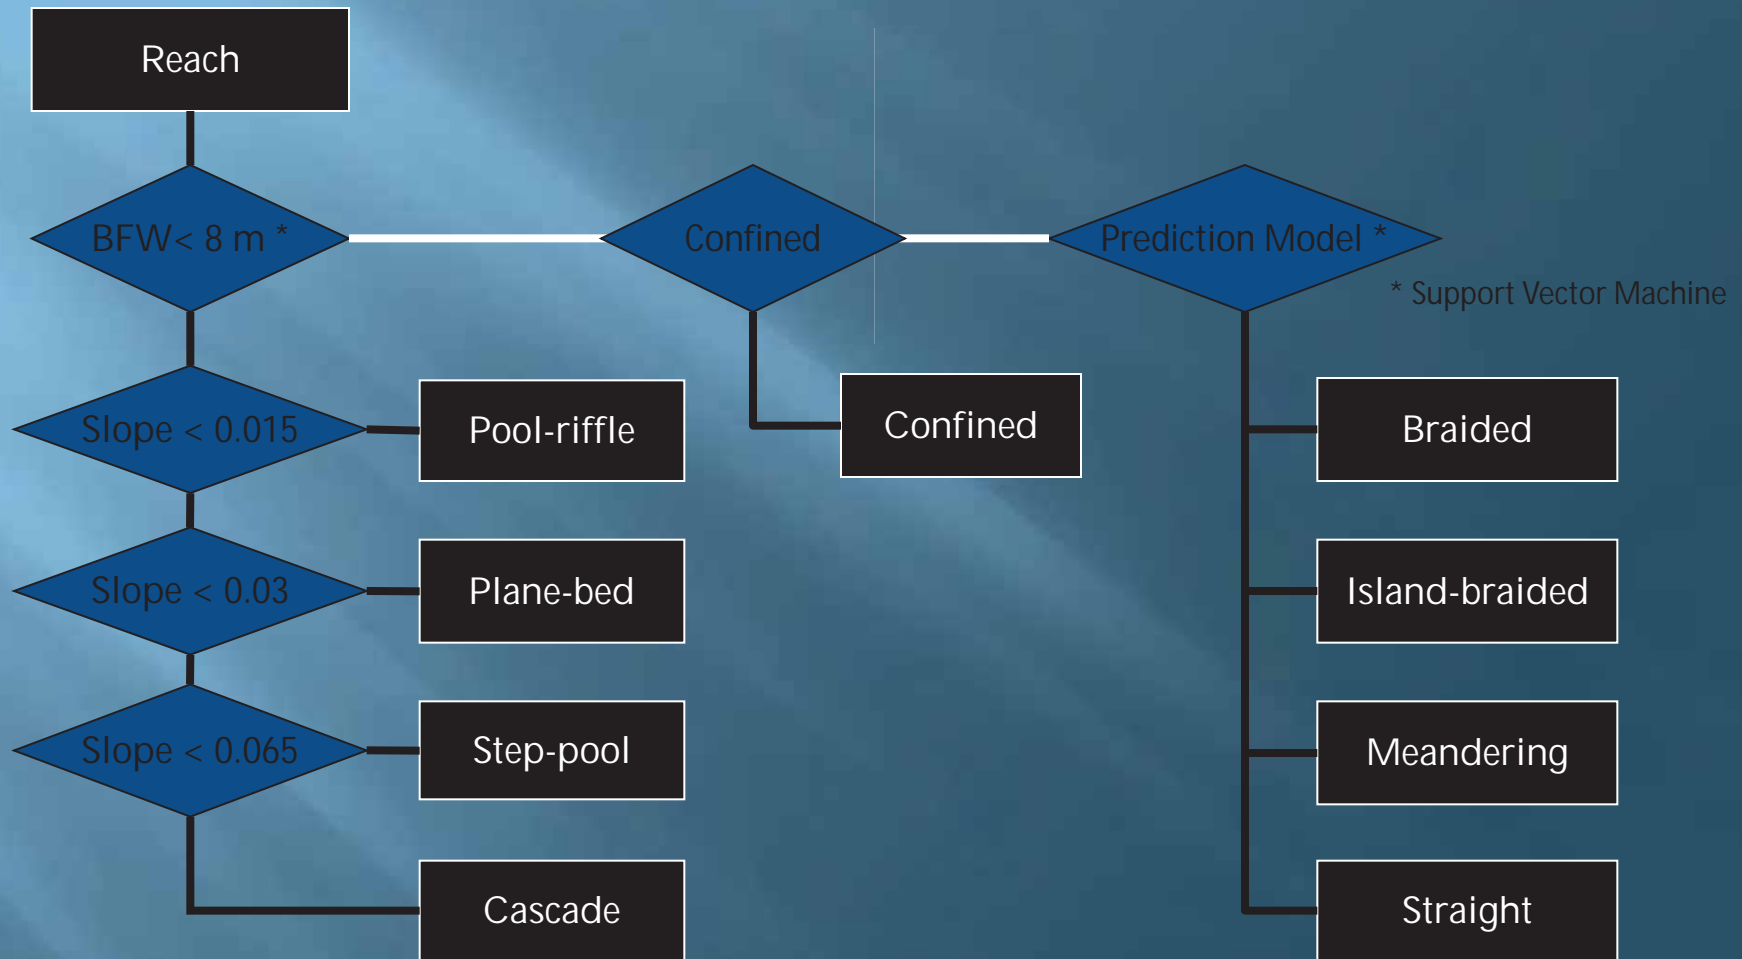 Reach
BFW< 8 m *
Confined
Prediction Model *
* Support Vector Machine
Slope < 0.015
Pool-riffle
Confined
Braided
Slope < 0.03
Plane-bed
Island-braided
Slope < 0.065
Step-pool
Meandering
Cascade
Straight